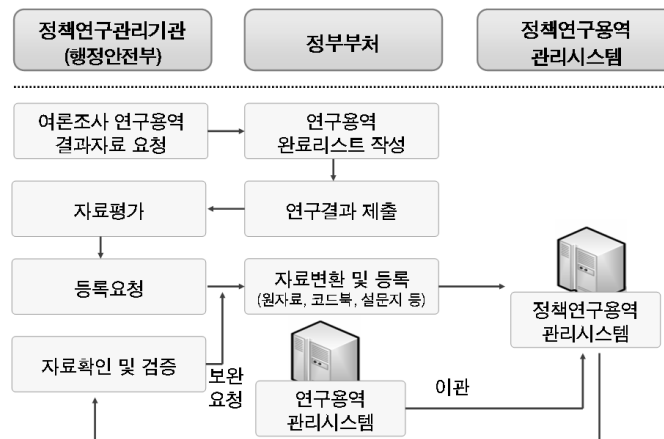 정책연구관리기관
(행정안전부)
정부부처
정책연구용역
관리시스템
여론조사 연구용역
결과자료 요청
연구용역
완료리스트 작성
자료평가
연구결과 제출
등록요청
자료변환 및 등록
(원자료, 코드북, 설문지 등)
정책연구용역
관리시스템
자료확인 및 검증
보완
요청
연구용역
관리시스템
이관